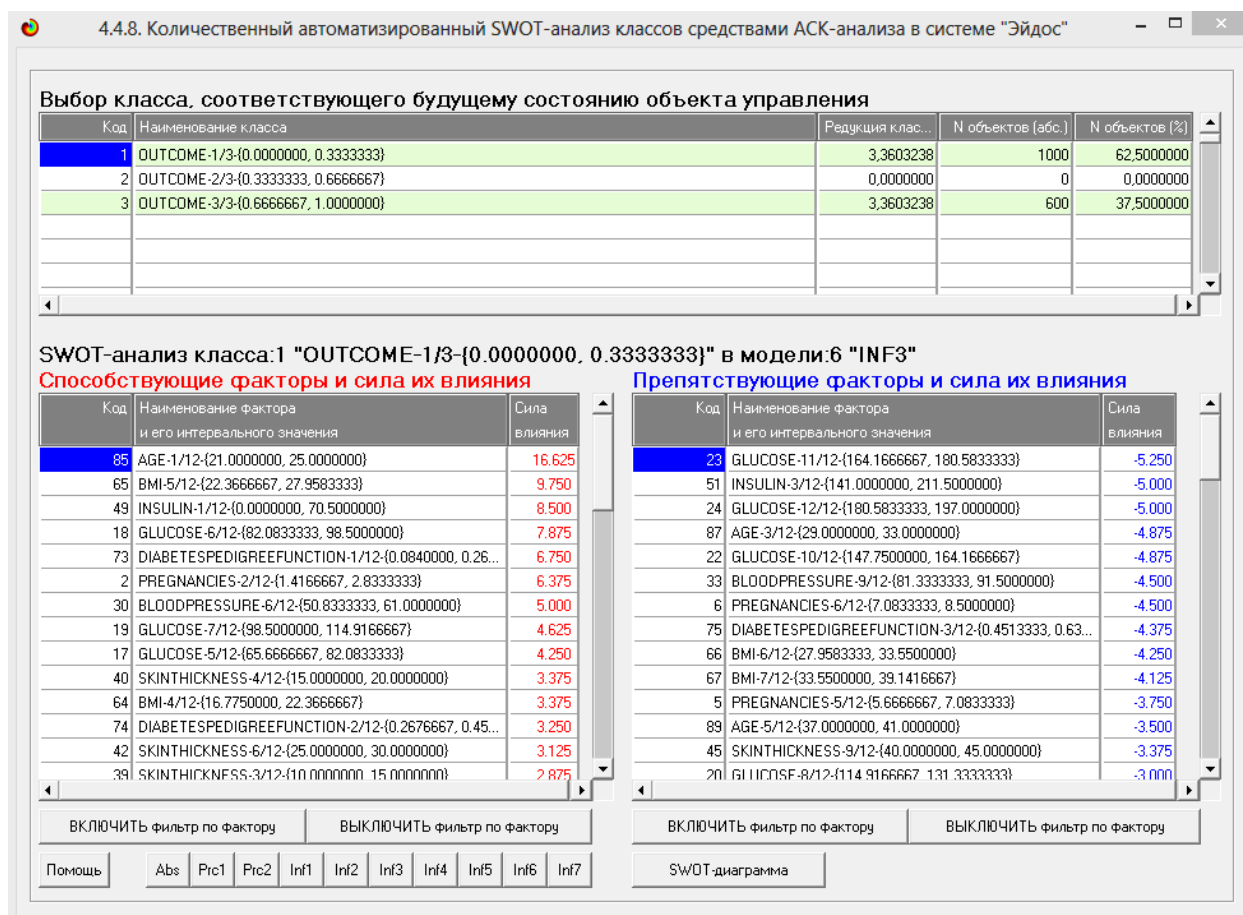 4.4.8. Количественный автоматизированный SWOT-анализ классов средствами АСК-анализа в системе "Эйдос"
Выбор класса, соответствующего будущему состоянию объекта управления
Код Наименование класса Редукция клас... N объектов (абс.) N объектов (%)
1 OUTCOME-1/3-{0.0000000, 0.3333333} 3,3603238 1000 62,5000000
2 OUTCOME-2/3-{0.3333333, 0.6666667} 0,0000000 0 0,0000000
3 OUTCOME-3/3-{0.6666667, 1.0000000} 3,3603238 600 37,5000000
SWOT-анализ класса:1 "OUTCOME-1/3-{0.0000000, 0.3333333}" в модели:6 "INF3"
Способствующие факторы и сила их влияния
Код Наименование фактора Сила
и его интервального значения влияния
85 AGE-1/12-{21.0000000, 25.0000000} 16.625
65 BMI-5/12-{22.3666667, 27.9583333} 9.750
49 INSULIN-1/12-{0.0000000, 70.5000000} 8.500
18 GLUCOSE-6/12-{82.0833333, 98.5000000} 7.875
73 DIABETESPEDIGREEFUNCTION-1/12-{0.0840000, 0.26... 6.750
2 PREGNANCIES-2/12-{1.4166667, 2.8333333} 6.375
30 BLOODPRESSURE-6/12-{50.8333333, 61.0000000} 5.000
19 GLUCOSE-7/12-{98.5000000, 114.9166667} 4.625
17 GLUCOSE-5/12-{65.6666667, 82.0833333} 4.250
40 SKINTHICKNESS-4/12-{15.0000000, 20.0000000} 3.375
64 BMI-4/12-{16.7750000, 22.3666667} 3.375
74 DIABETESPEDIGREEFUNCTION-2/12-{0.2676667, 0.45... 3.250
42 SKINTHICKNESS-6/12-{25.0000000, 30.0000000} 3.125
39 SKINTHICKNESS-3/12-{10.0000000, 15.0000000} 2.875
Препятствующие факторы и сила их влияния
Код Наименование фактора Сила
и его интервального значения влияния
23 GLUCOSE-11/12-{164.1666667, 180.5833333} -5.250
51 INSULIN-3/12-{141.0000000, 211.5000000} -5.000
24 GLUCOSE-12/12-{180.5833333, 197.0000000} -5.000
87 AGE-3/12-{29.0000000, 33.0000000} -4.875
22 GLUCOSE-10/12-{147.7500000, 164.1666667} -4.875
33 BLOODPRESSURE-9/12-{81.3333333, 91.5000000} -4.500
6 PREGNANCIES-6/12-{7.0833333, 8.5000000} -4.500
75 DIABETESPEDIGREEFUNCTION-3/12-{0.4513333, 0.63... -4.375
66 BMI-6/12-{27.9583333, 33.5500000} -4.250
67 BMI-7/12-{33.5500000, 39.1416667} -4.125
5 PREGNANCIES-5/12-{5.6666667, 7.0833333} -3.750
89 AGE-5/12-{37.0000000, 41.0000000} -3.500
45 SKINTHICKNESS-9/12-{40.0000000, 45.0000000} -3.375
20 GLUCOSE-8/12-{114.9166667, 131.3333333} -3.000
ВКЛЮЧИТЬ фильтр по фактору ВЫКЛЮЧИТЬ фильтр по фактору ВКЛЮЧИТЬ фильтр по фактору ВЫКЛЮЧИТЬ фильтр по фактору
Помощь Abs Prc1 Prc2 Inf1 Inf2 Inf3 Inf4 Inf5 Inf6 Inf7 SWOT-диаграмма